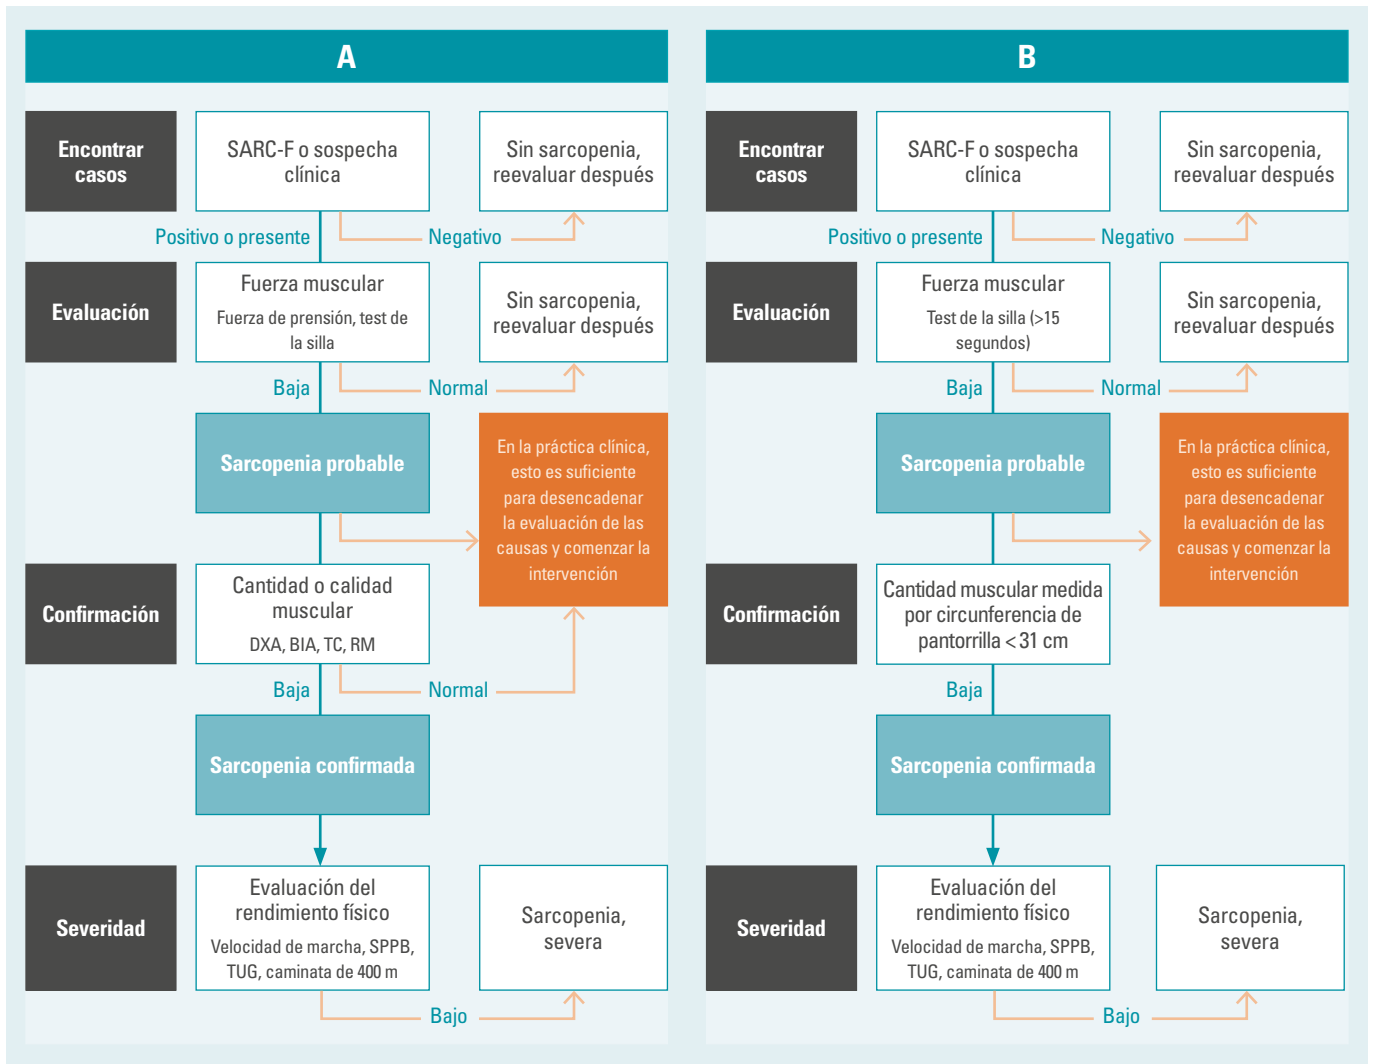 A
Encontrar
casos
SARC-F o sospecha
clínica
Sin sarcopenia,
reevaluar después
Positivo o presente
Negativo
Evaluación
Fuerza muscular
Fuerza de prensión, test de
la silla
Sin sarcopenia,
reevaluar después
Baja
Normal
Sarcopenia probable
En la práctica clínica,
esto es suficiente
para desencadenar
la evaluación de las
causas y comenzar la
intervención
Confirmación
Cantidad o calidad
muscular
DXA, BIA, TC, RM
Baja
Normal
Sarcopenia confirmada
Severidad
Evaluación del
rendimiento físico
Velocidad de marcha, SPPB,
TUG, caminata de 400 m
Sarcopenia,
severa
Bajo
B
Encontrar
casos
SARC-F o sospecha
clínica
Sin sarcopenia,
reevaluar después
Positivo o presente
Negativo
Evaluación
Fuerza muscular
Test de la silla (>15
segundos)
Sin sarcopenia,
reevaluar después
Baja
Normal
Sarcopenia probable
En la práctica clínica,
esto es suficiente
para desencadenar
la evaluación de las
causas y comenzar la
intervención
Confirmación
Cantidad muscular medida
por circunferencia de
pantorrilla < 31 cm
Baja
Sarcopenia confirmada
Severidad
Evaluación del
rendimiento físico
Velocidad de marcha, SPPB,
TUG, caminata de 400 m
Sarcopenia,
severa
Bajo